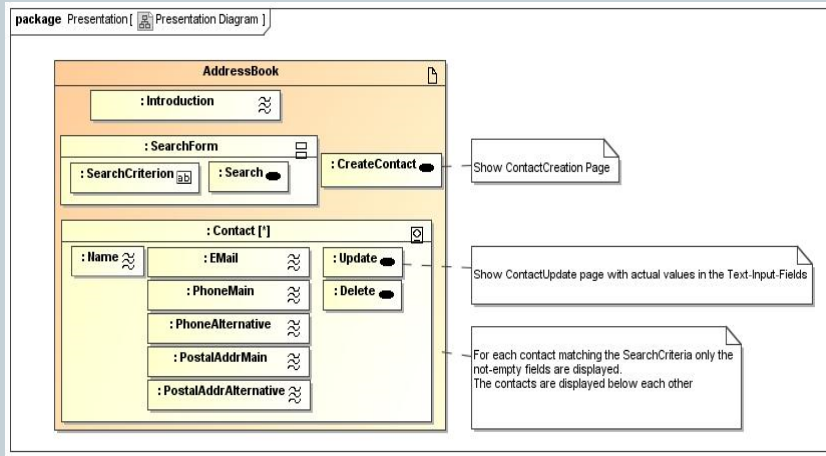 package Presentation [ Presentation Diagram ]
AddressBook
: Introduction
: SearchForm
: SearchCriterion ab
: Search
: CreateContact
Show ContactCreation Page
: Contact [*]
: Name
: EMail
: Update
Show ContactUpdate page with actual values in the Text-Input-Fields
: PhoneMain
: Delete
: PhoneAlternative
: PostalAddrMain
: PostalAddrAlternative
For each contact matching the SearchCriteria only the
not-empty fields are displayed.
The contacts are displayed below each other